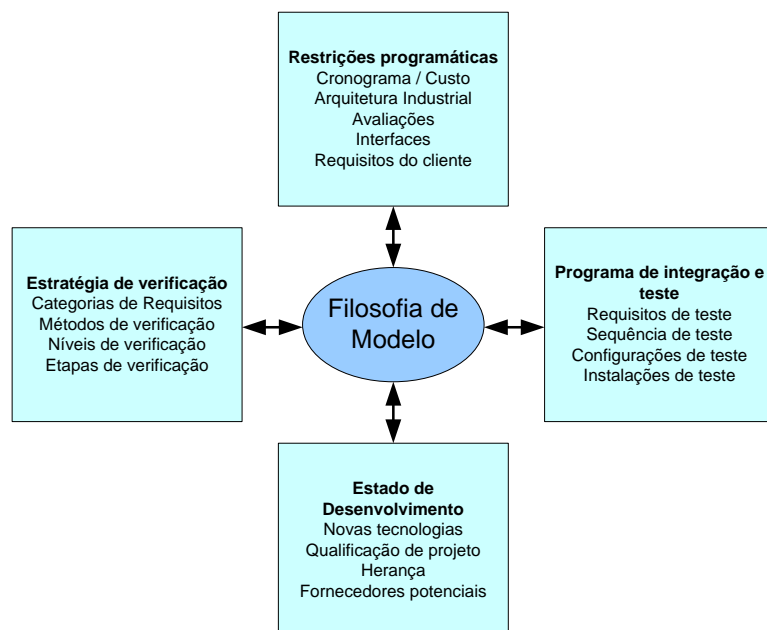 Restrições programáticas
Cronograma / Custo
Arquitetura Industrial
Avaliações
Interfaces
Requisitos do cliente
Estratégia de verificação
Categorias de Requisitos
Métodos de verificação
Níveis de verificação
Etapas de verificação
Filosofia de
Modelo
Programa de integração e
teste
Requisitos de teste
Sequência de teste
Configurações de teste
Instalações de teste
Estado de
Desenvolvimento
Novas tecnologias
Qualificação de projeto
Herança
Fornecedores potenciais